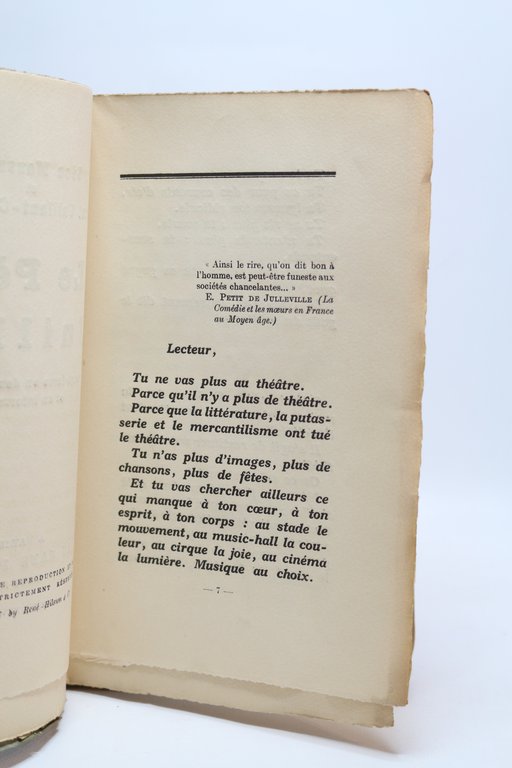 « Ainsi le rire, qu'on dit bon à
l'homme, est peut-être funeste aux
sociétés chancelantes... »
E. PETIT DE JULLEVILLE (La
Comédie et les mœurs en France
au Moyen âge.)
Lecteur,
Tu ne vas plus au théâtre.
Parce qu'il n'y a plus de théâtre.
Parce que la littérature, la putas-
serie et le mercantilisme ont tué
le théâtre.
Tu n'as plus d'images, plus de
chansons, plus de fêtes.
Et tu vas chercher ailleurs ce
qui manque à ton cœur, à ton
esprit, à ton corps : au stade le
mouvement, au music-hall la cou-
leur, au cirque la joie, au cinéma
la lumière. Musique au choix.
— 7 —
REPRODUCTION
by René Hilsum